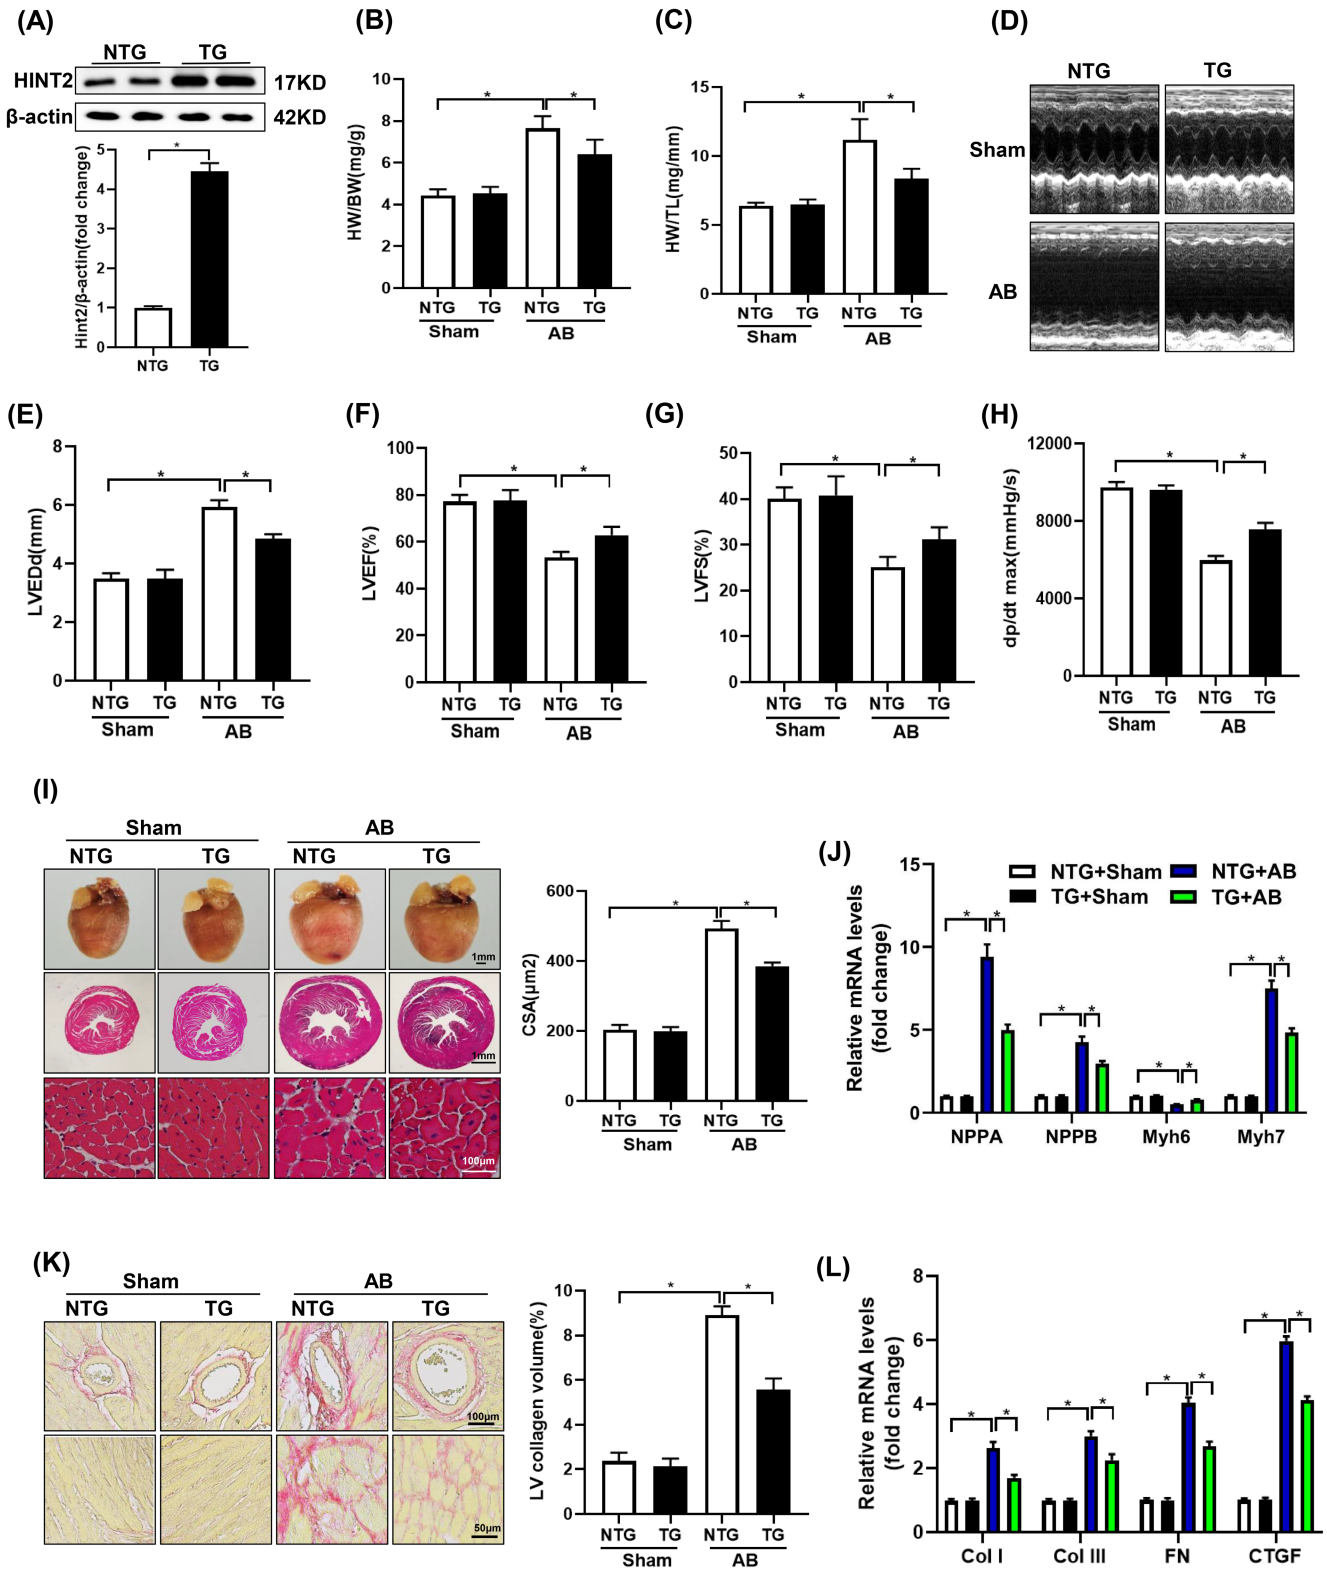 (A)
NTG TG
HINT2 17KD
β-actin 42KD
Hint2/β-actin(fold change)
5
4
3
2
1
0
*
NTG TG
(B)
HW/BW(mg/g)
10
8
6
4
2
0
* *
NTG TG NTG TG
Sham AB
(C)
HW/TL(mg/mm)
15
10
5
0
* *
NTG TG NTG TG
Sham AB
(D)
NTG TG
Sham
AB
(E)
LVEDd(mm)
8
6
4
2
0
* *
NTG TG NTG TG
Sham AB
(F)
LVEF(%)
100
80
60
40
20
0
* *
NTG TG NTG TG
Sham AB
(G)
LVFS(%)
50
40
30
20
10
0
* *
NTG TG NTG TG
Sham AB
(H)
dp/dt max(mmHg/s)
12000
8000
4000
0
* *
NTG TG NTG TG
Sham AB
(I)
Sham AB
NTG TG NTG TG
1mm
1mm
100μm
CSA(μm2)
600
400
200
0
* *
NTG TG NTG TG
Sham AB
(J)
Relative mRNA levels
(fold change)
15
10
5
0
NTG+Sham NTG+AB
TG+Sham TG+AB
* * * * * * * *
NPPA NPPB Myh6 Myh7
(K)
Sham AB
NTG TG NTG TG
100μm
50μm
LV collagen volume(%)
10
8
6
4
2
0
* *
NTG TG NTG TG
Sham AB
(L)
Relative mRNA levels
(fold change)
8
6
4
2
0
* * * * * * * *
Col I Col III FN CTGF